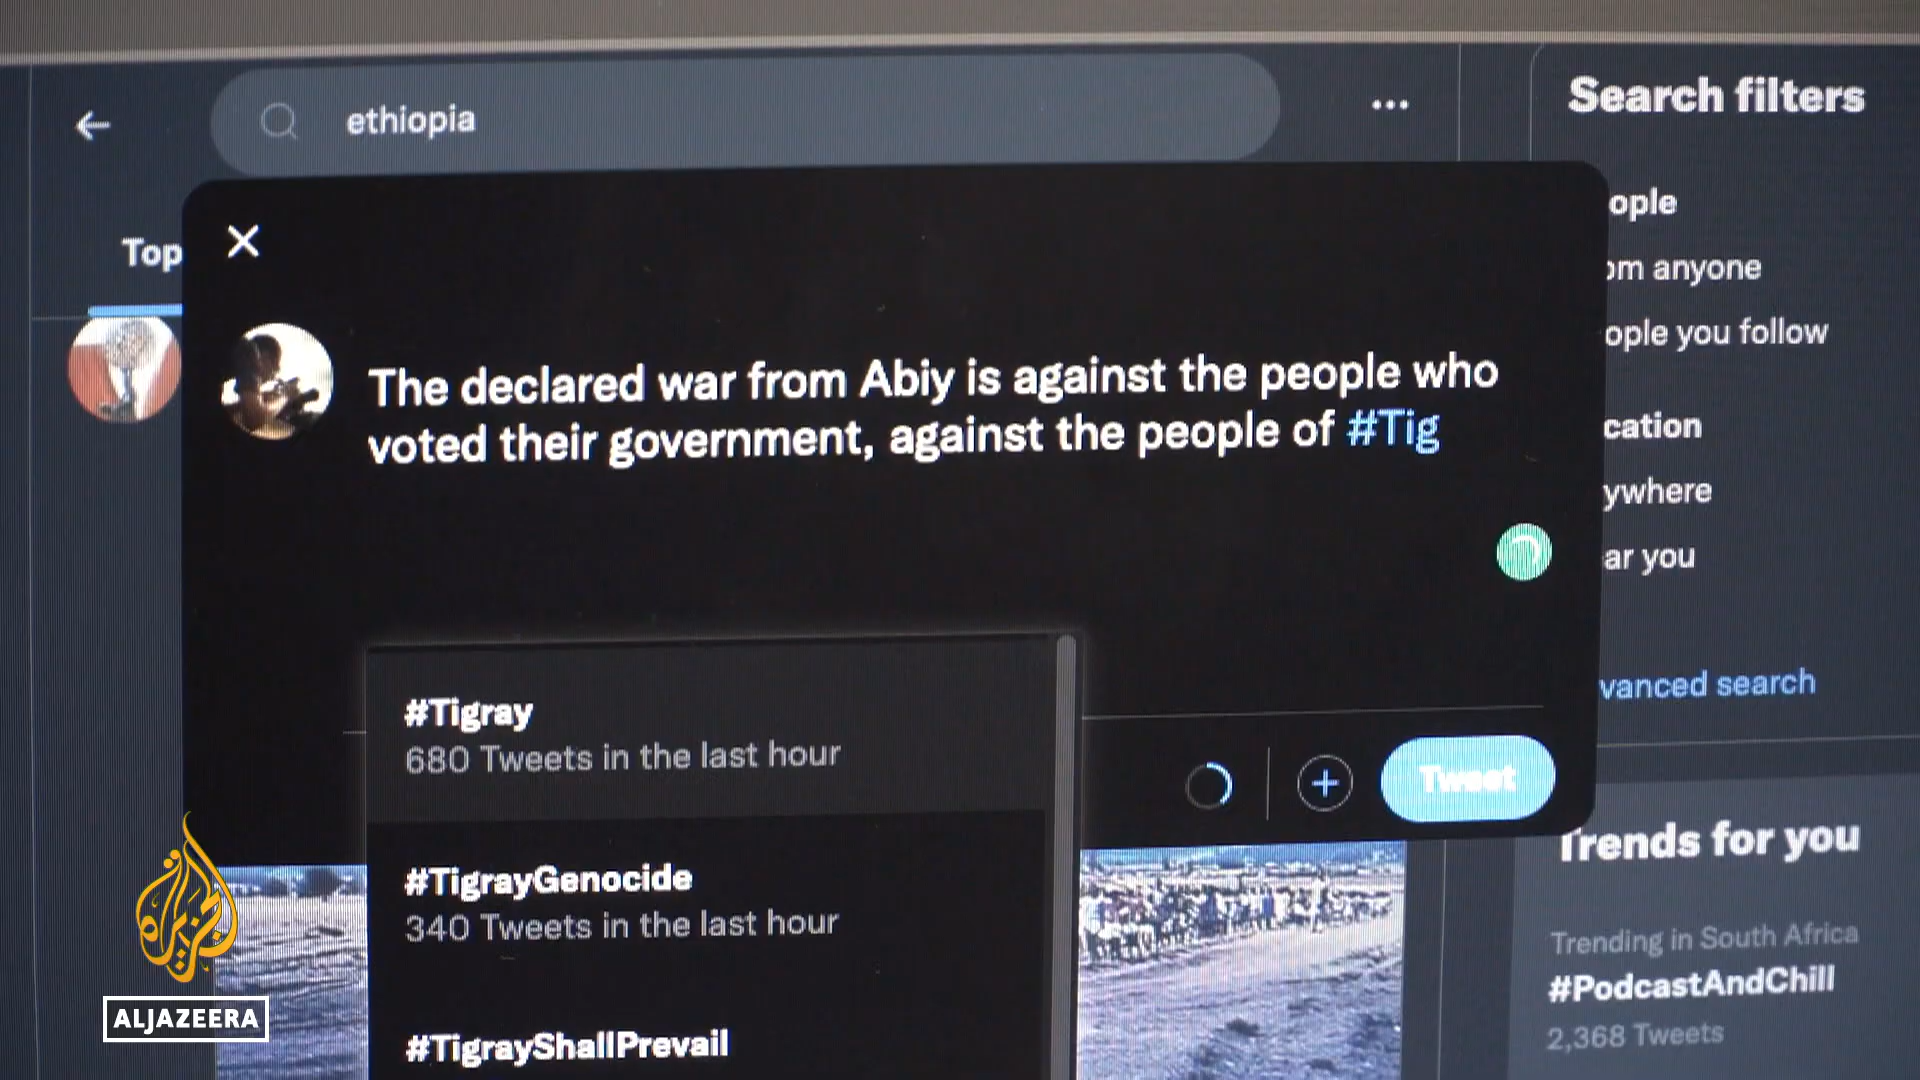 ethiopia
Search filters
ople
om anyone
ople you follow
cation
ywhere
ar you
vanced search
Top
The declared war from Abiy is against the people who
voted their government, against the people of #Tig
#Tigray
680 Tweets in the last hour
Tweet
#TigrayGenocide
340 Tweets in the last hour
#TigrayShallPrevail
Trends for you
Trending in South Africa
#PodcastAndChill
2,368 Tweets
الجزيرة
ALJAZEERA